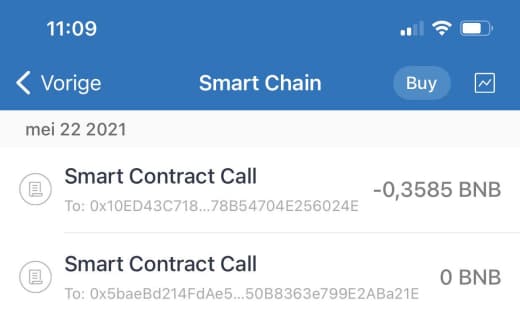 11:09
Vorige
Smart Chain
Buy
mei 22 2021
Smart Contract Call
-0,3585 BNB
To: 0x10ED43C718...78B54704E256024E
Smart Contract Call
0 BNB
To: 0x5baeBd214FdAe5...50B8363e799E2ABa21E